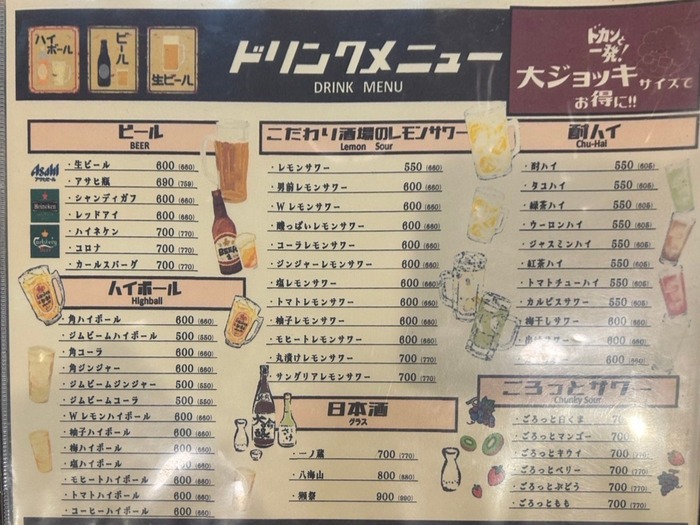 ハイボール
ビール
生ビール
ドリンクメニュー
DRINK MENU
ドカンと
一発!
大ジョッキサイズで
お得に!!
ビール
BEER
Asahi
・生ビール 600 (660)
・アサヒ瓶 690 (759)
・シャンディガフ 600 (660)
・レッドアイ 600 (660)
・ハイネケン 700 (770)
・コロナ 700 (770)
・カールスバーグ 700 (770)
Heineken
Carlsberg
ハイボール
Highball
・角ハイボール 600 (660)
・ジムビームハイボール 500 (550)
・角コーラ 600 (660)
・角ジンジャー 600 (660)
・ジムビームジンジャー 500 (550)
・ジムビームコーラ 500 (550)
・Wレモンハイボール 600 (660)
・柚子ハイボール 600 (660)
・梅ハイボール 600 (660)
・塩ハイボール 600 (660)
・モヒートハイボール 600 (660)
・トマトハイボール 600 (660)
・コーヒーハイボール 600 (660)
こだわり酒場のレモンサワー
Lemon Sour
・レモンサワー 550 (660)
・男前レモンサワー 600 (660)
・Wレモンサワー 600 (660)
・酸っぱいレモンサワー 600 (660)
・コーラレモンサワー 600 (660)
・ジンジャーレモンサワー 600 (660)
・塩レモンサワー 600 (660)
・トマトレモンサワー 600 (660)
・柚子レモンサワー 600 (660)
・モヒートレモンサワー 600 (660)
・丸漬けレモンサワー 700 (770)
・サングリアレモンサワー 700 (770)
日本酒
グラス
・一ノ蔵 700 (770)
・八海山 800 (880)
・獺祭 900 (990)
酎ハイ
Chu-Hai
・酎ハイ 550 (605)
・タコハイ 550 (605)
・緑茶ハイ 550 (605)
・ウーロンハイ 550 (605)
・ジャスミンハイ 550 (605)
・紅茶ハイ 550 (605)
・トマトチューハイ 550 (605)
・カルピスサワー 550 (605)
・梅干しサワー 600 (660)
600 (660)
600 (660)
ごろっとサワー
Chunky Sour
・ごろっと白くま
・ごろっとマンゴー 700
・ごろっとキウイ 700 (770)
・ごろっとベリー 700 (770)
・ごろっとぶどう 700 (770)
・ごろっともも 700 (770)